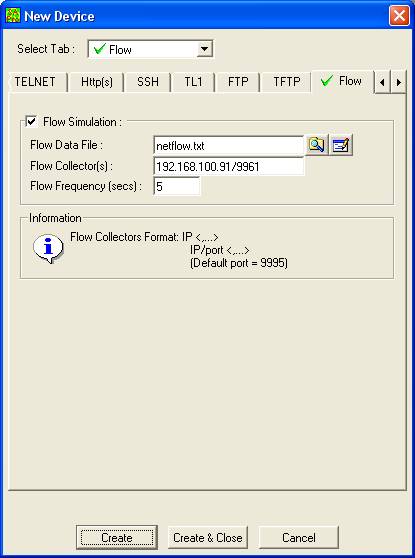 New Device
Select Tab : Flow
TELNET Http(s) SSH TL1 FTP TFTP Flow
Flow Simulation :
Flow Data File : netflow.txt
Flow Collector(s) : 192.168.100.91/9961
Flow Frequency (secs) : 5
Information
Flow Collectors Format: IP <,...>
IP/port <,...>
(Default port = 9995)
Create Create & Close Cancel